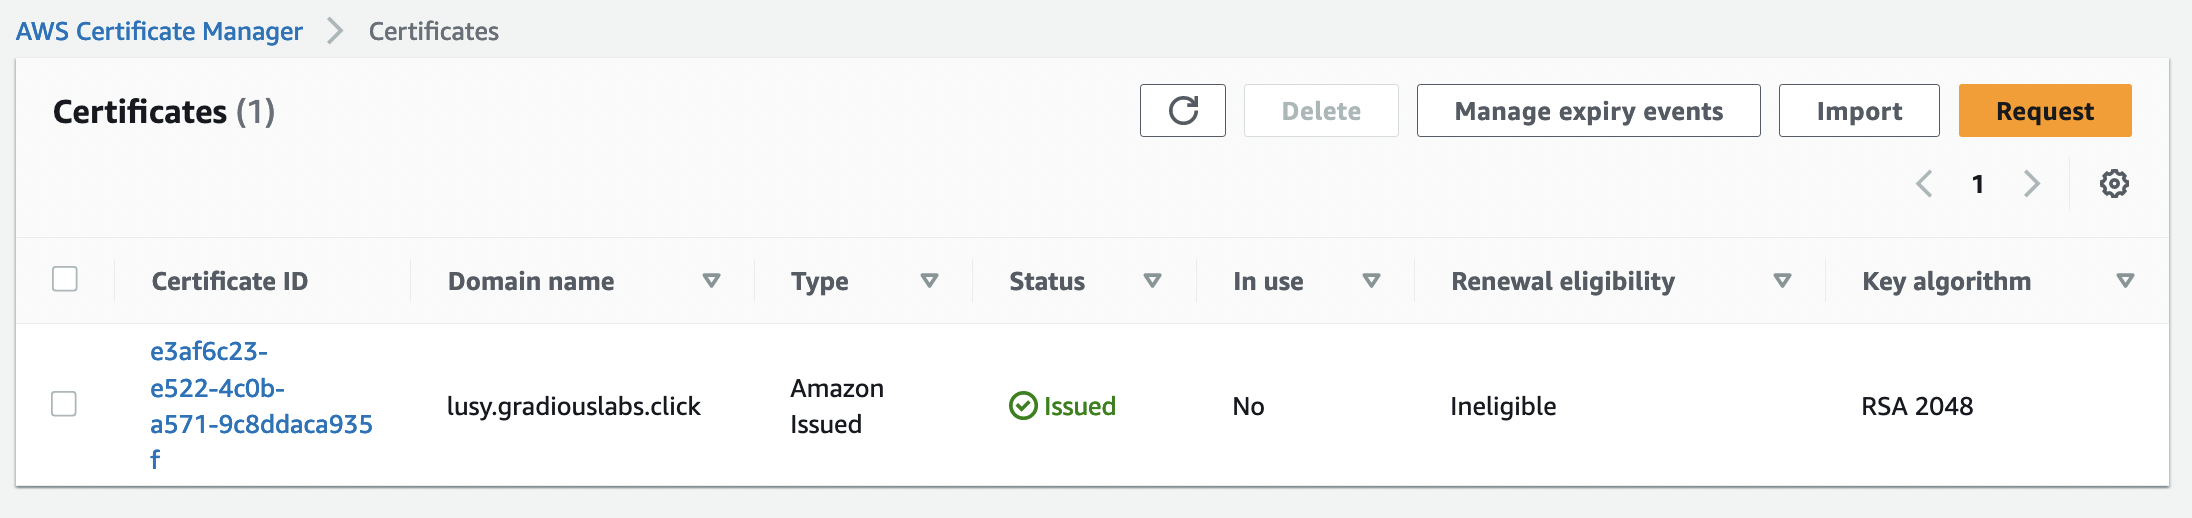 AWS Certificate Manager > Certificates
Certificates (1)
Delete
Manage expiry events
Import
Request
1
Certificate ID
Domain name
Type
Status
In use
Renewal eligibility
Key algorithm
e3af6c23-
e522-4c0b-
a571-9c8ddaca935
f
lusy.gradiouslabs.click
Amazon
Issued
Issued
No
Ineligible
RSA 2048